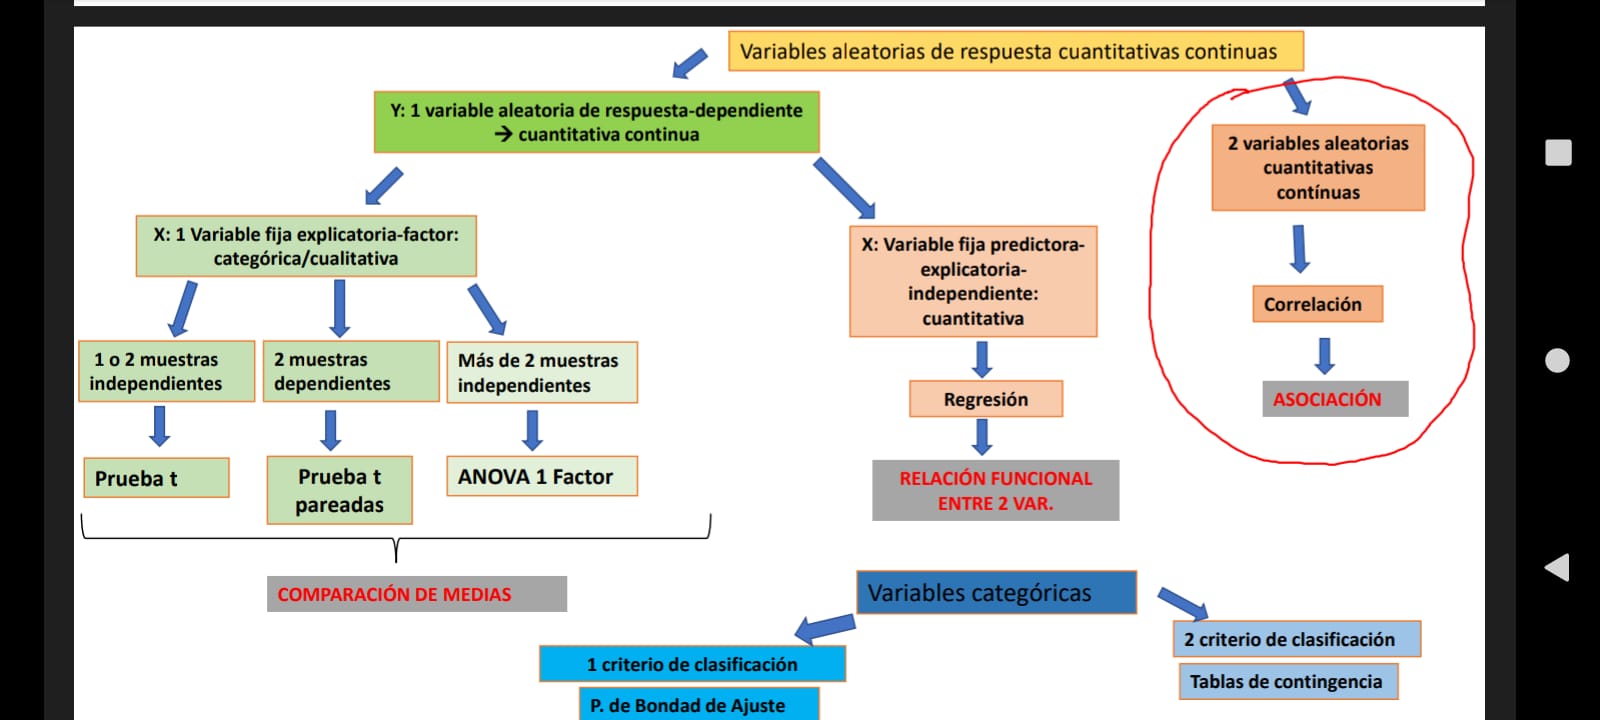 Variables aleatorias de respuesta cuantitativas continuas
Y: 1 variable aleatoria de respuesta-dependiente
→ cuantitativa continua
X: 1 Variable fija explicatoria-factor:
categórica/cualitativa
1 o 2 muestras
independientes
Prueba t
2 muestras
dependientes
Prueba t
pareadas
Más de 2 muestras
independientes
ANOVA 1 Factor
COMPARACIÓN DE MEDIAS
X: Variable fija predictora-
explicatoria-
independiente:
cuantitativa
Regresión
RELACIÓN FUNCIONAL
ENTRE 2 VAR.
2 variables aleatorias
cuantitativas
contínuas
Correlación
ASOCIACIÓN
Variables categóricas
1 criterio de clasificación
P. de Bondad de Ajuste
2 criterio de clasificación
Tablas de contingencia